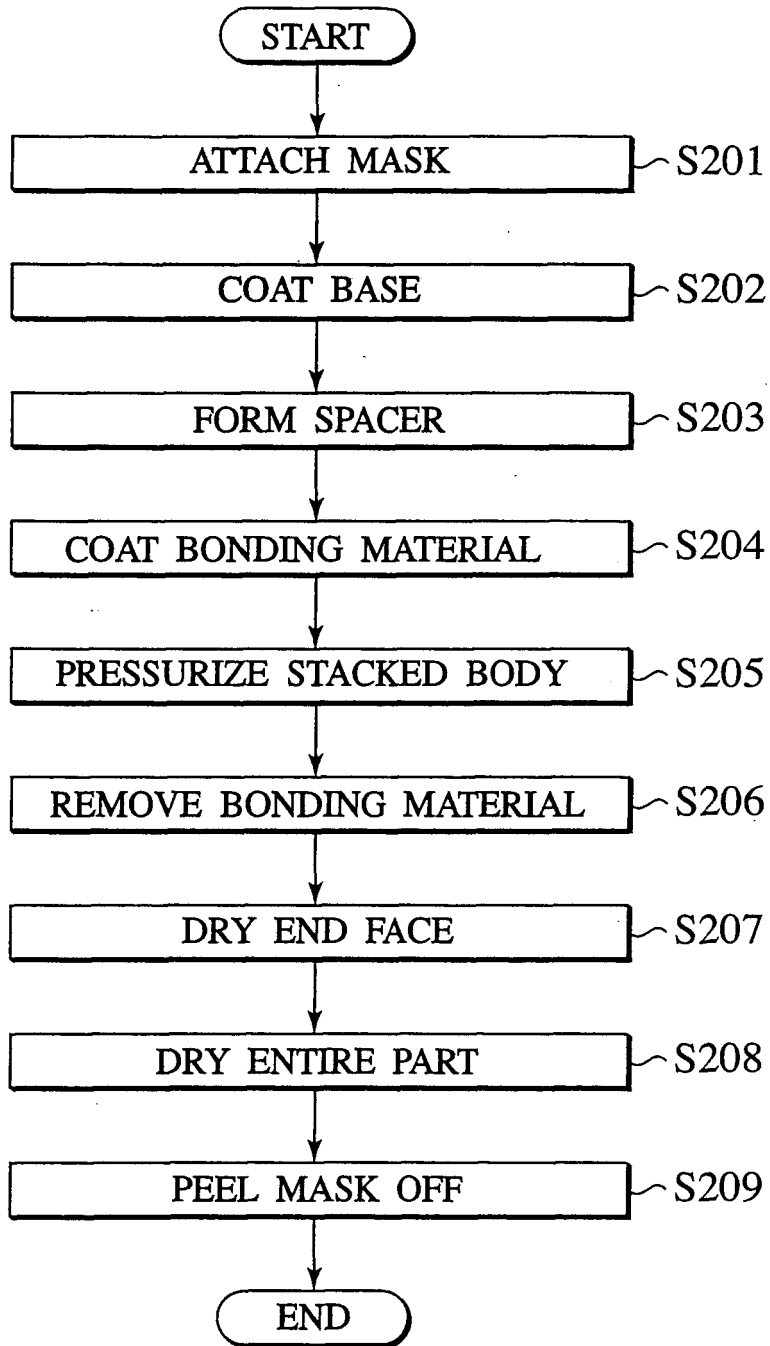 START
ATTACH MASK S201
COAT BASE S202
FORM SPACER S203
COAT BONDING MATERIAL S204
PRESSURIZE STACKED BODY S205
REMOVE BONDING MATERIAL S206
DRY END FACE S207
DRY ENTIRE PART S208
PEEL MASK OFF S209
END